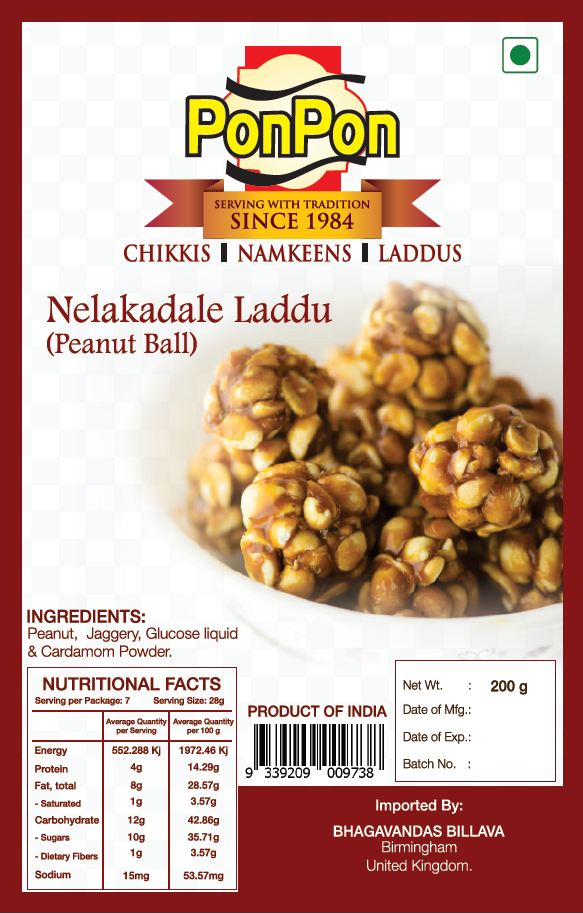 PonPon
SERVING WITH TRADITION
SINCE 1984
CHIKKIS | NAMKEENS | LADDUS
Nelakadale Laddu
(Peanut Ball)
INGREDIENTS:
Peanut, Jaggery, Glucose liquid
& Cardamom Powder.
NUTRITIONAL FACTS
Serving per Package: 7 Serving Size: 28g
Average Quantity per Serving Average Quantity per 100 g
Energy 552.288 Kj 1972.46 Kj
Protein 4g 14.29g
Fat, total 8g 28.57g
- Saturated 1g 3.57g
Carbohydrate 12g 42.86g
- Sugars 10g 35.71g
- Dietary Fibers 1g 3.57g
Sodium 15mg 53.57mg
PRODUCT OF INDIA
9 339209 009738
Net Wt. : 200 g
Date of Mfg.:
Date of Exp.:
Batch No. :
Imported By:
BHAGAVANDAS BILLAVA
Birmingham
United Kingdom.